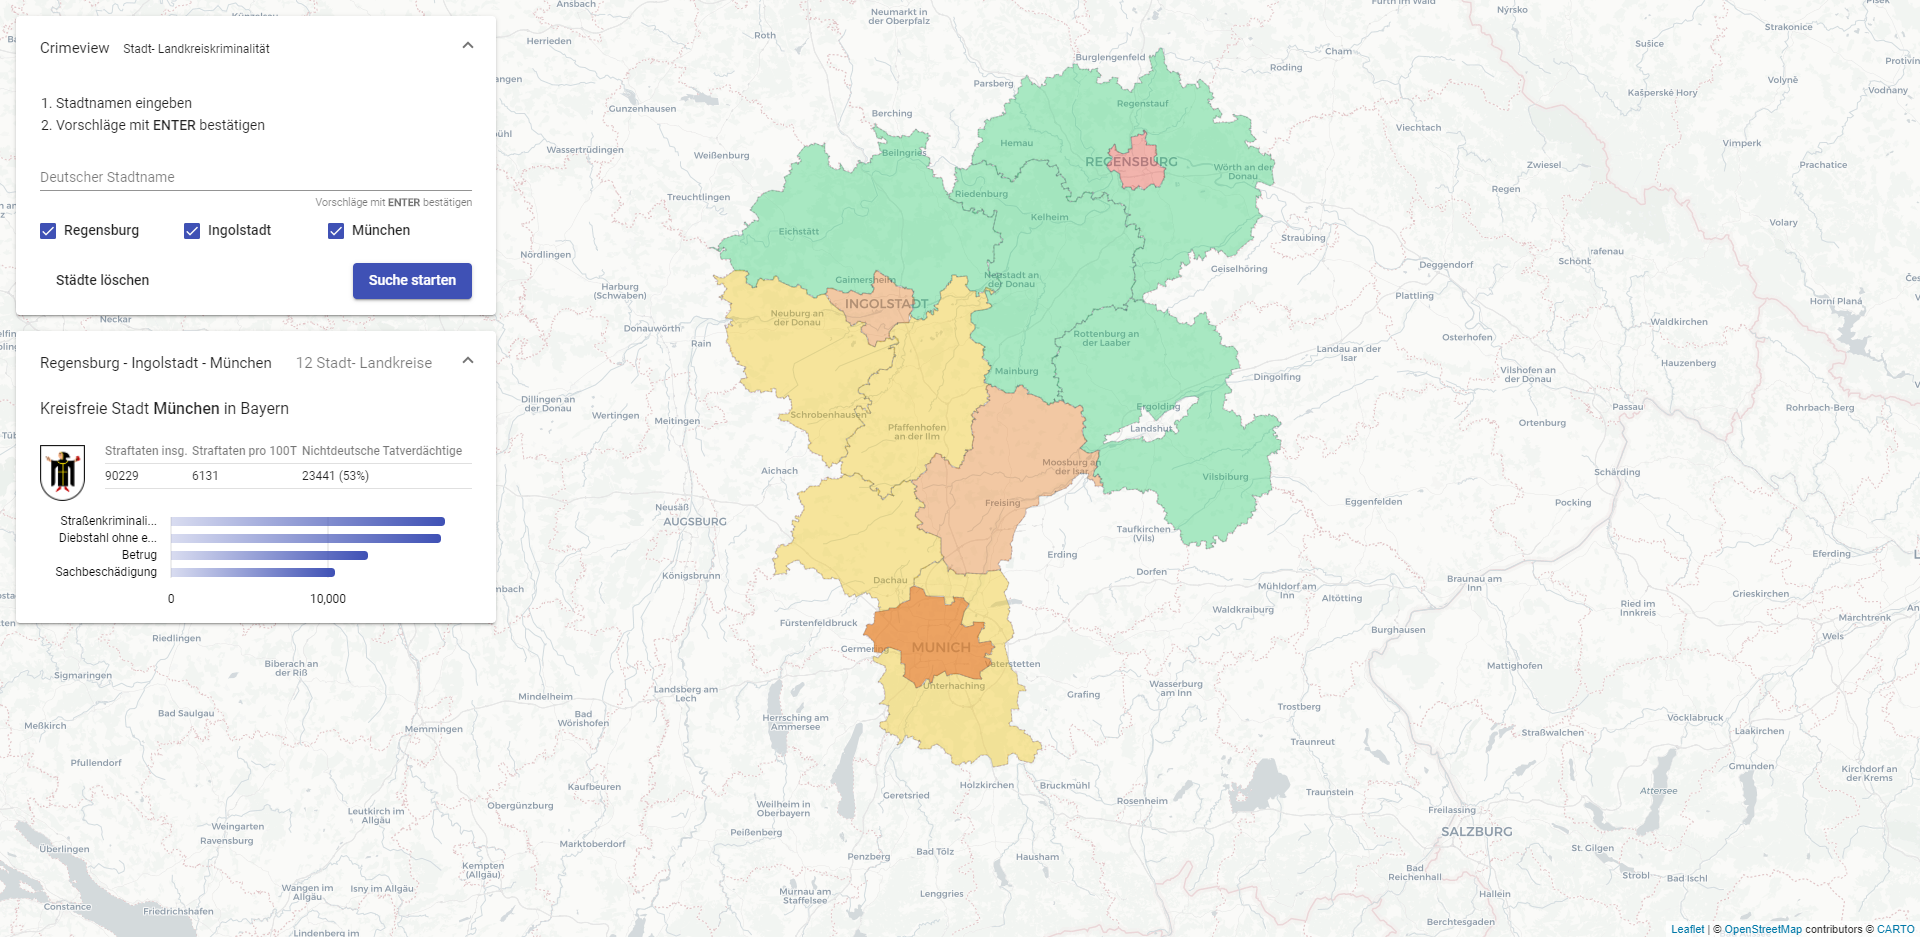 Crimeview Stadt- Landkreiskriminalität
1. Stadtnamen eingeben
2. Vorschläge mit ENTER bestätigen
Deutscher Stadtname
Vorschläge mit ENTER bestätigen
Regensburg Ingolstadt München
Städte löschen Suche starten
Regensburg - Ingolstadt - München 12 Stadt- Landkreise
Kreisfreie Stadt München in Bayern
Straftaten insg. Straftaten pro 100T Nichtdeutsche Tatverdächtige
90229 6131 23441 (53%)
Straßenkriminali...
Diebstahl ohne e...
Betrug
Sachbeschädigung
0 10,000
Ansbach
Neumarkt in
der Oberpfalz
Furth im Wald
Nýrsko
Herrieden
Roth
Burglengenfeld
Cham
Sušice
Strakonice
Parsberg
Roding
Volyně
Kašperské Hory
Vodňany
Gunzenhausen
Berching
Regenstauf
Viechtach
Vimperk
Prachatice
Wassertrüdingen
Weißenburg
Beilngries
Hemau
REGENSBURG
Wörth an der
Donau
Zwiesel
Regen
Treuchtlingen
Riedenburg
Kelheim
Volary
Eichstätt
Straubing
Nördlingen
Geiselhöring
Deggendorf
Schönt
Harburg
(Schwaben)
Gaimersheim
Neustadt an
der Donau
Plattling
INGOLSTADT
Horní Planá
Neckar
Donauwörth
Rain
Neuburg an
der Donau
Rottenburg an
der Laaber
Osterhofen
Waldkirchen
Landau an der
Isar
Hauzenberg
Mainburg
Dingolfing
Vilshofen an
der Donau
Dillingen an
der Donau
Wertingen
Meitingen
Schrobenhausen
Pfaffenhofen
an der Ilm
Ergolding
Landshut
Passau
Rohrbach-Berg
Ortenburg
Aichach
Moosburg an
der Isar
Vilsbiburg
Schärding
Neusäß
AUGSBURG
Freising
Taufkirchen
(Vils)
Eggenfelden
Pocking
Erding
Eferding
Königsbrunn
Dachau
Dorfen
Mühldorf am
Inn
Altötting
Braunau am
Inn
Grieskirchen
Waldkraiburg
Ried im
Innkreis
Marchtrenk
Fürstenfeldbruck
Burghausen
Wels
Riedlingen
MUNICH
Sigmaringen
Biberach an
der Riß
Unterhaching
Mattighofen
Mindelheim
Landsberg am
Lech
Grafing
Wasserburg
am Inn
Bad Saulgau
Meßkirch
Memmingen
Bad
Wörishofen
Herrsching am
Ammersee
Trostberg
Vöcklabruck
Straßwalchen
Laakirchen
Pfullendorf
Traunreut
Gmunden
Kirchdorf an
der Krems
Kaufbeuren
Geretsried
Holzkirchen
Bruckmühl
Traunstein
Attersee
Leutkirch im
Allgäu
Obergünzburg
Weilheim in
Oberbayern
Rosenheim
Freilassing
Weingarten
Ravensburg
Peißenberg
SALZBURG
Überlingen
Marktoberdorf
Penzberg
Bad Tölz
Hausham
St. Gilgen
Kempten
(Allgäu)
Bad
Reichenhall
Strobl
Bad Ischl
Wangen im
Allgäu
Isny im Allgäu
Murnau am
Staffelsee
Lenggries
Hallein
Constance
Friedrichshafen
Berchtesgaden
Lindenberg im
Leaflet | © OpenStreetMap contributors © CARTO